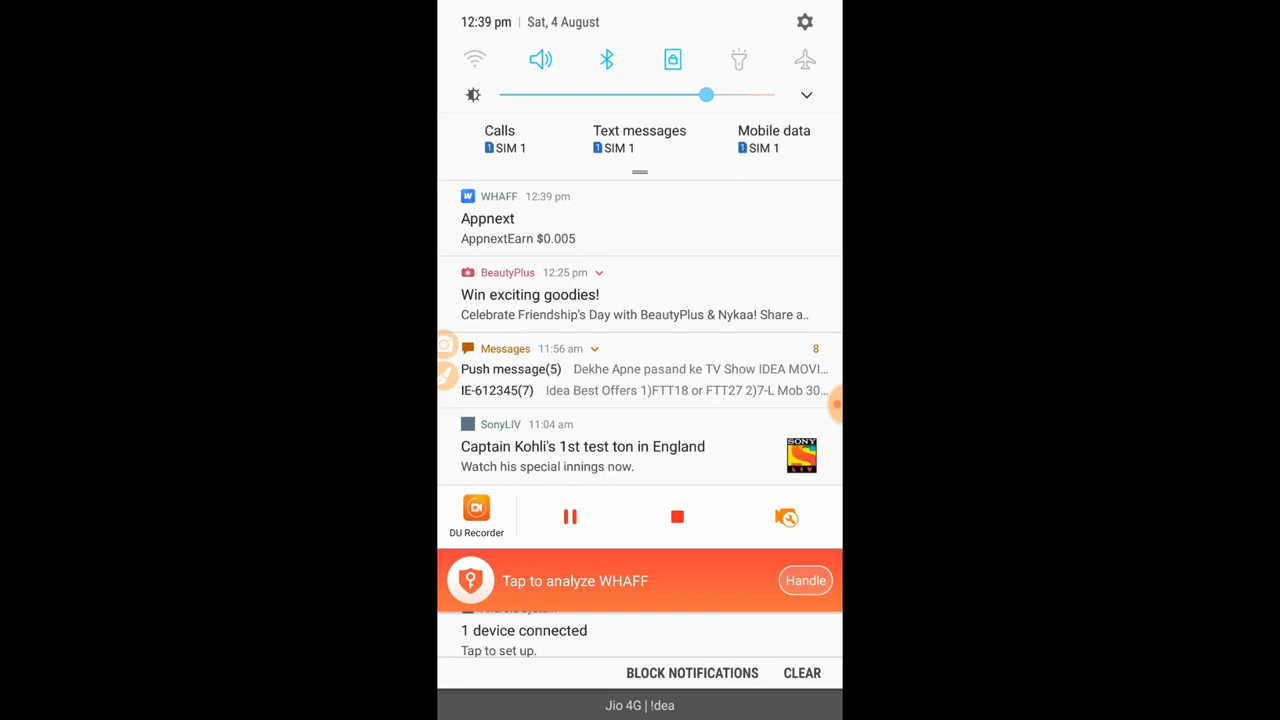 12:39 pm | Sat, 4 August
Calls
1 SIM 1
Text messages
1 SIM 1
Mobile data
1 SIM 1
W WHAFF 12:39 pm
Appnext
AppnextEarn $0.005
BeautyPlus 12:25 pm
Win exciting goodies!
Celebrate Friendship's Day with BeautyPlus & Nykaa! Share a..
Messages 11:56 am 8
Push message(5) Dekhe Apne pasand ke TV Show IDEA MOVI...
IE-612345(7) Idea Best Offers 1)FTT18 or FTT27 2)7-L Mob 30...
SonyLIV 11:04 am
Captain Kohli's 1st test ton in England
Watch his special innings now.
SONY
LIV
DU Recorder
Tap to analyze WHAFF
Handle
1 device connected
Tap to set up.
BLOCK NOTIFICATIONS CLEAR
Jio 4G | !dea